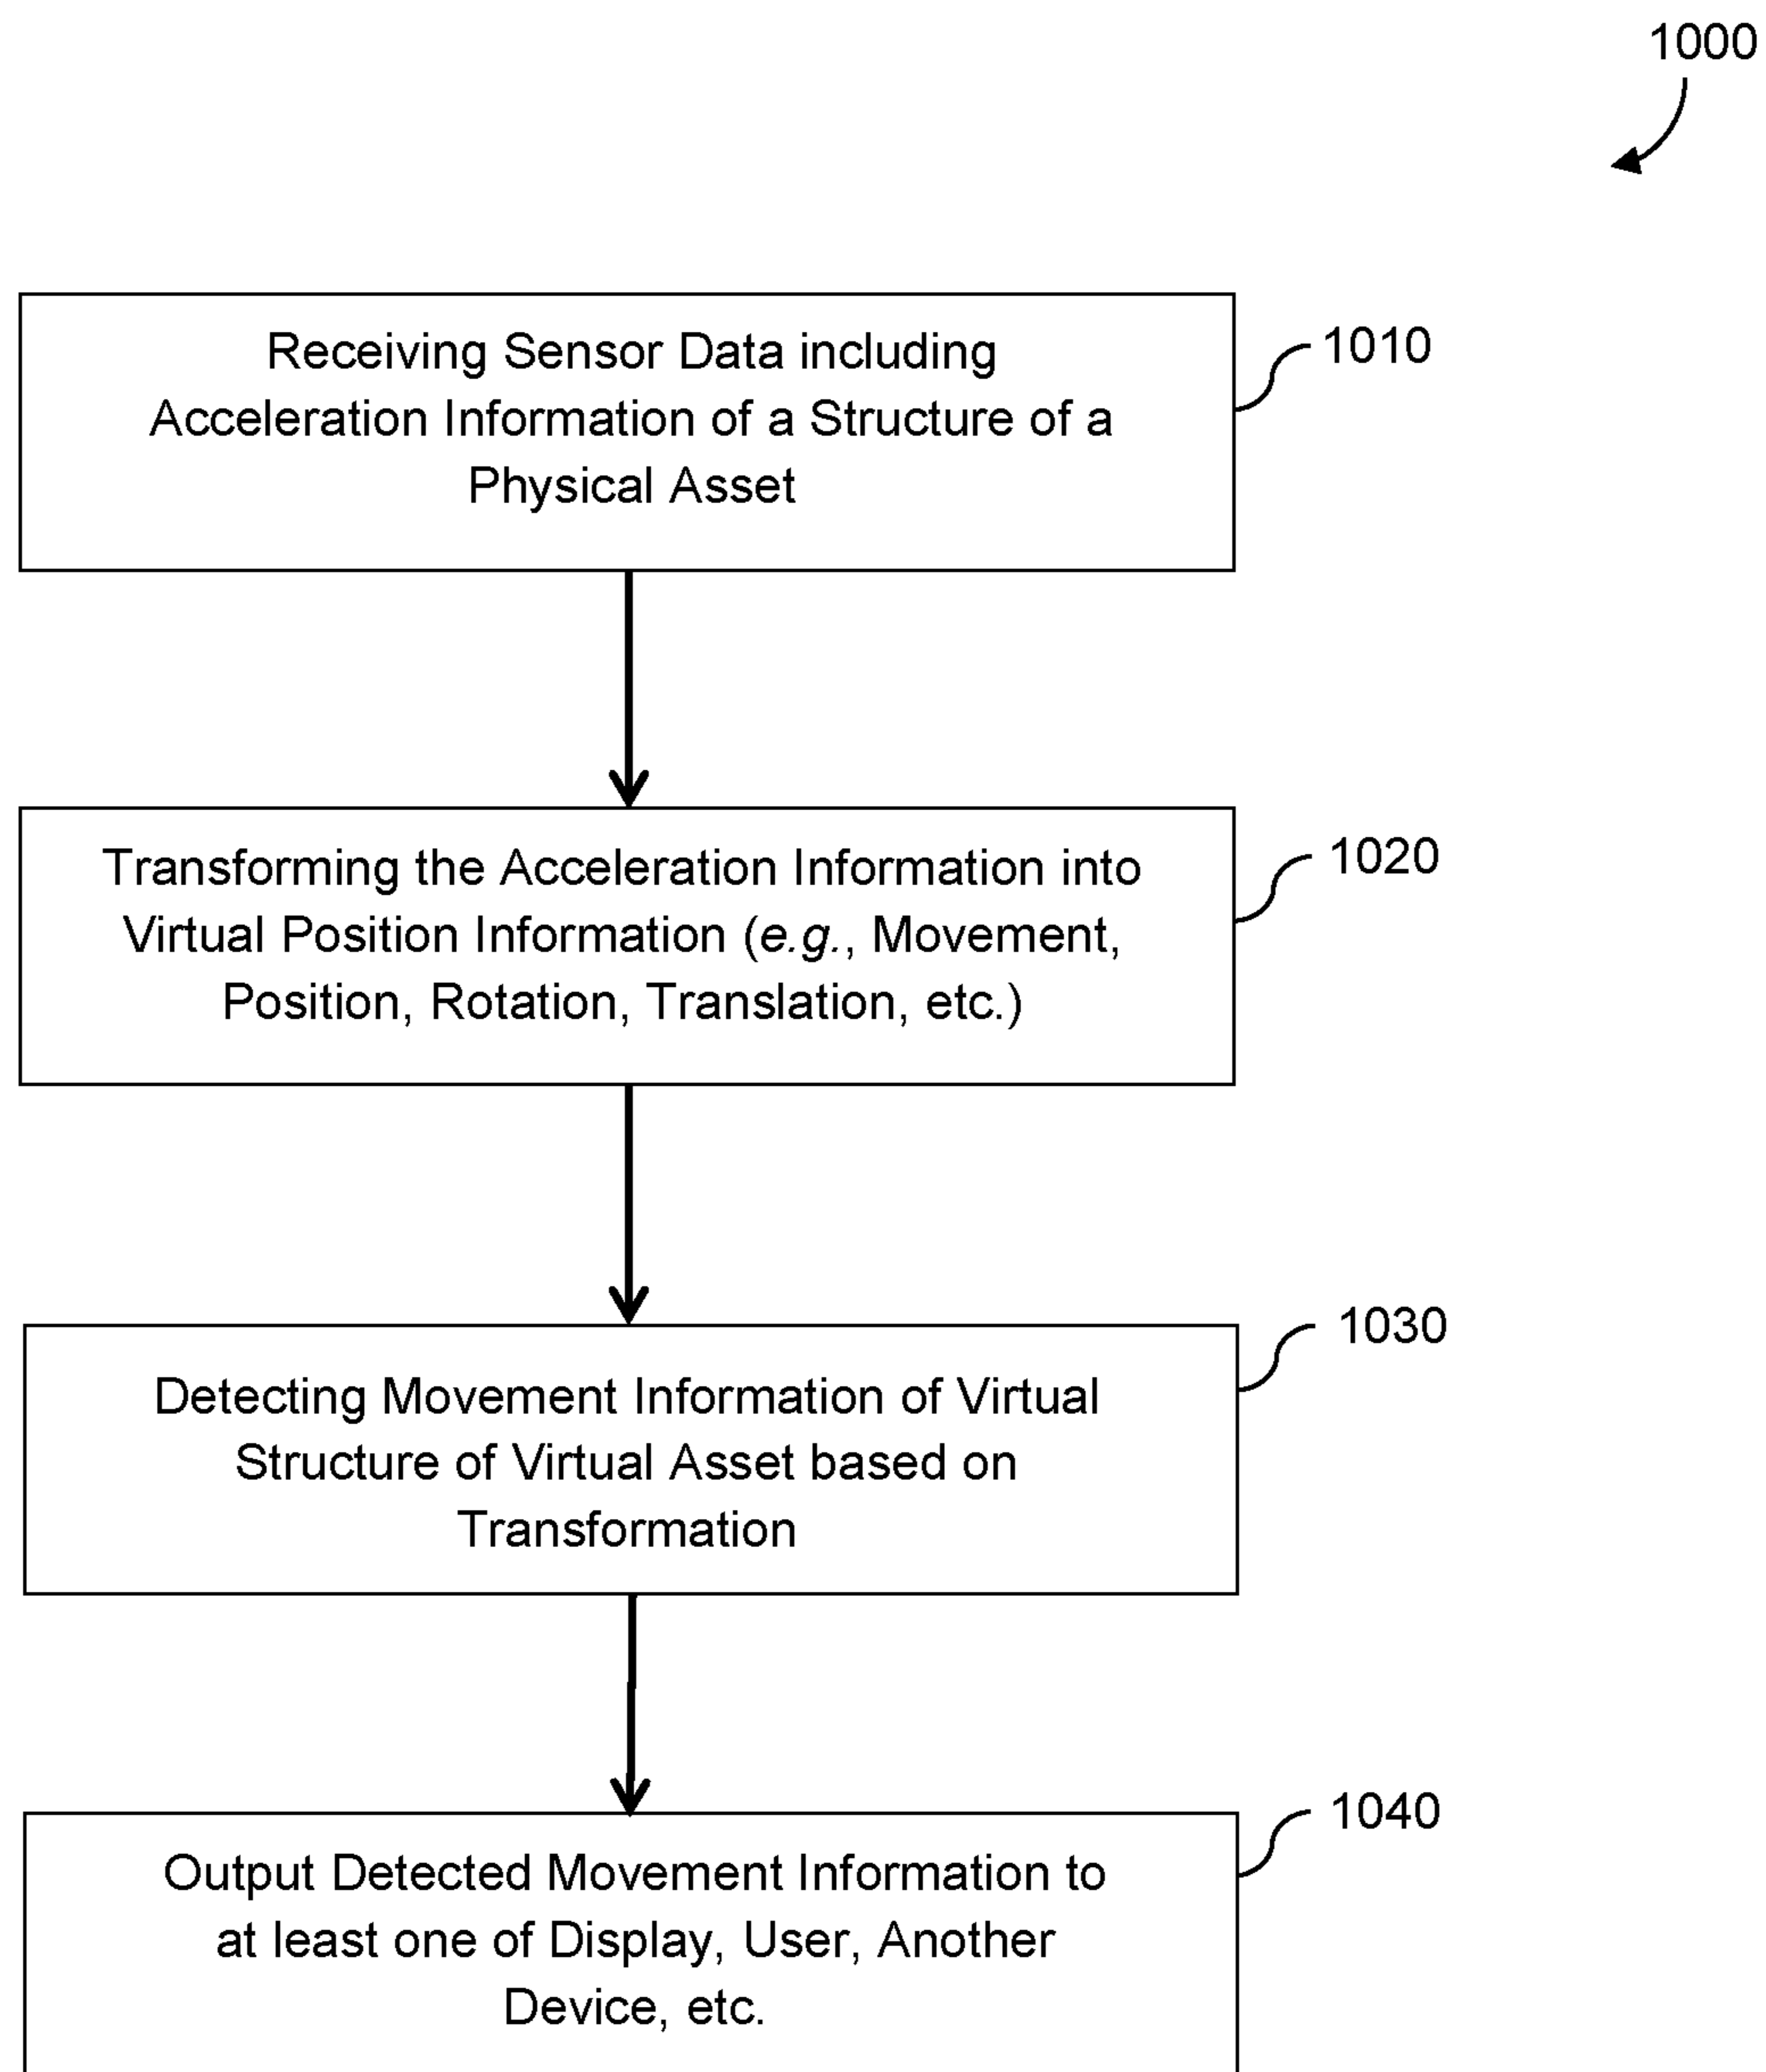 1000
Receiving Sensor Data including
Acceleration Information of a Structure of a
Physical Asset
1010
Transforming the Acceleration Information into
Virtual Position Information (e.g., Movement,
Position, Rotation, Translation, etc.)
1020
Detecting Movement Information of Virtual
Structure of Virtual Asset based on
Transformation
1030
Output Detected Movement Information to
at least one of Display, User, Another
Device, etc.
1040